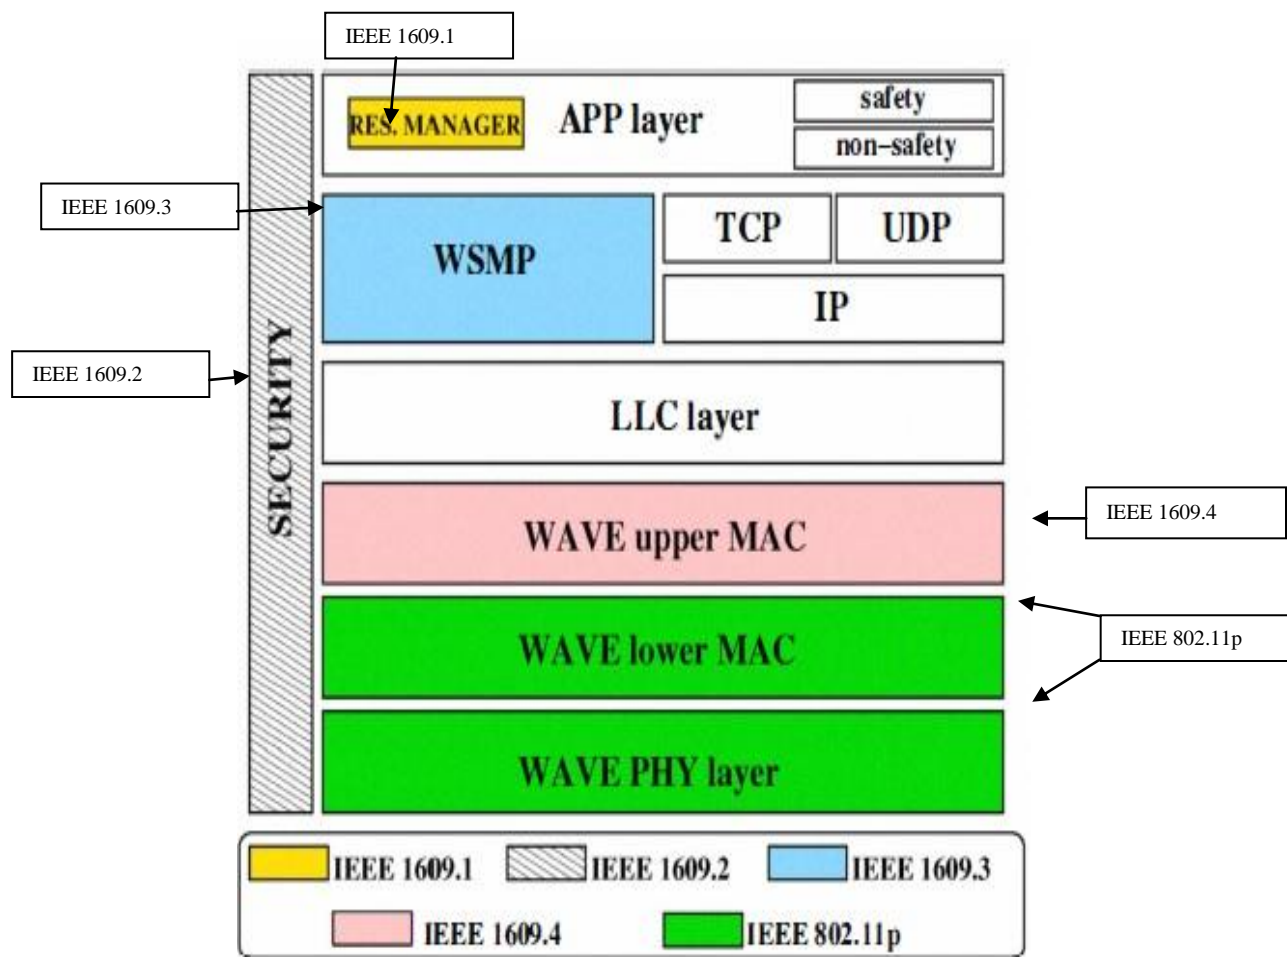 IEEE 1609.1
RES. MANAGER
APP layer
safety
non-safety
IEEE 1609.3
WSMP
TCP
UDP
IP
IEEE 1609.2
SECURITY
LLC layer
WAVE upper MAC
IEEE 1609.4
WAVE lower MAC
IEEE 802.11p
WAVE PHY layer
IEEE 1609.1
IEEE 1609.2
IEEE 1609.3
IEEE 1609.4
IEEE 802.11p